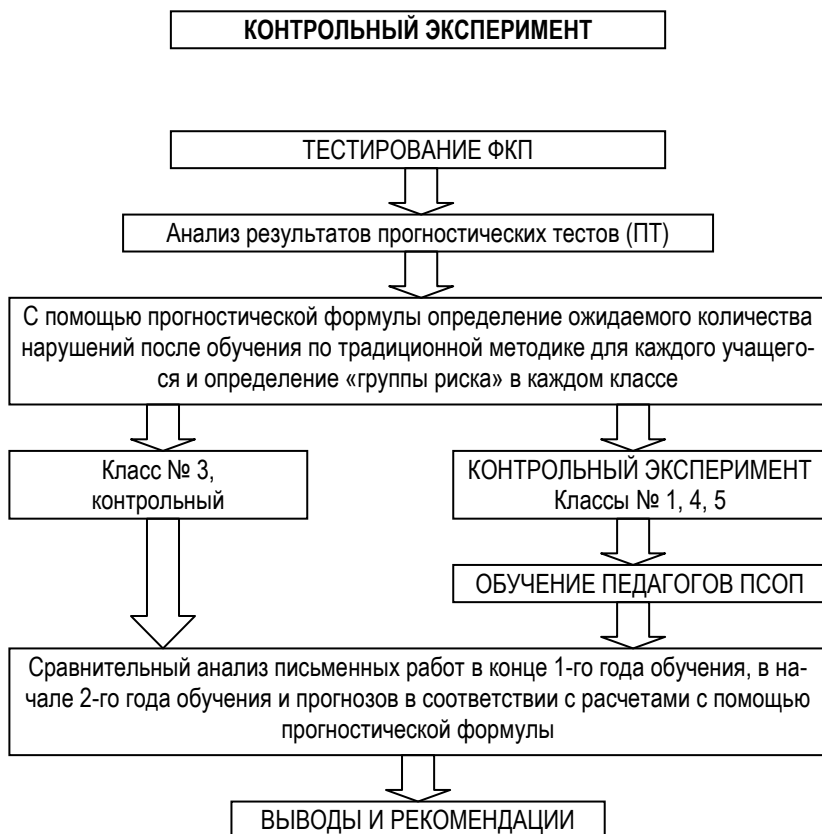 КОНТРОЛЬНЫЙ ЭКСПЕРИМЕНТ
ТЕСТИРОВАНИЕ ФКП
Анализ результатов прогностических тестов (ПТ)
С помощью прогностической формулы определение ожидаемого количества
нарушений после обучения по традиционной методике для каждого учащего-
ся и определение «группы риска» в каждом классе
Класс № 3,
контрольный
КОНТРОЛЬНЫЙ ЭКСПЕРИМЕНТ
Классы № 1, 4, 5
ОБУЧЕНИЕ ПЕДАГОГОВ ПСОП
Сравнительный анализ письменных работ в конце 1-го года обучения, в на-
чале 2-го года обучения и прогнозов в соответствии с расчетами с помощью
прогностической формулы
ВЫВОДЫ И РЕКОМЕНДАЦИИ